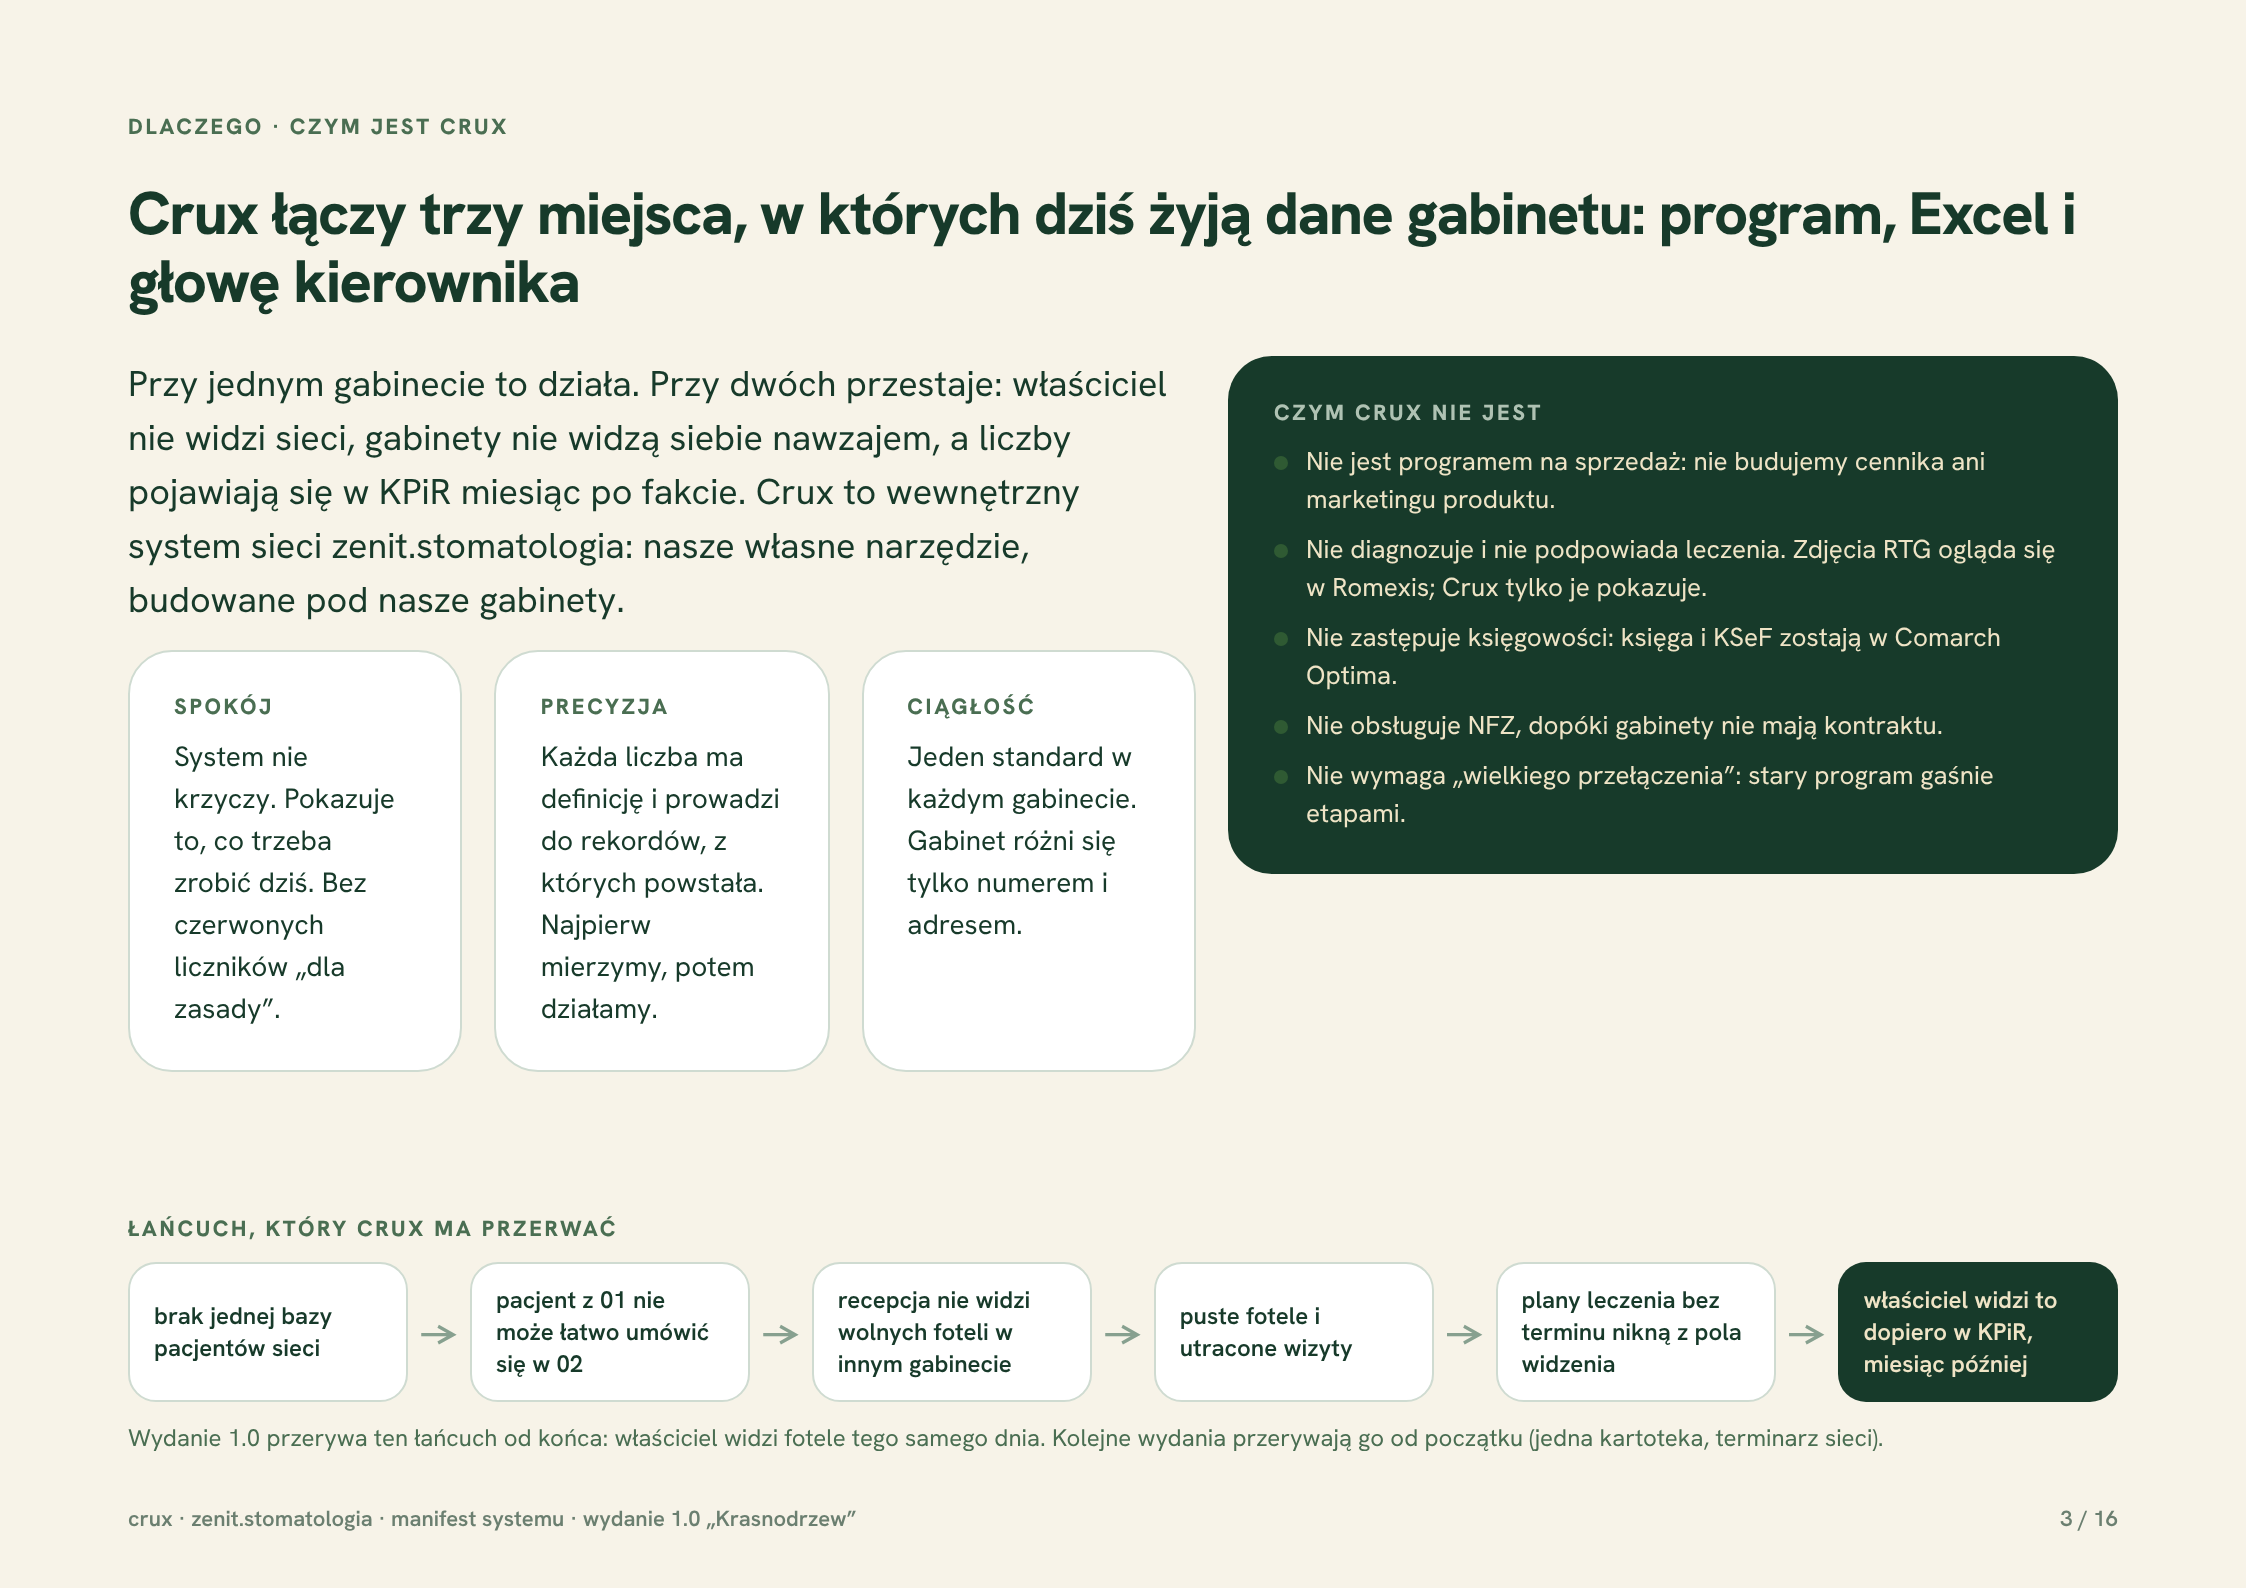 DLACZEGO · CZYM JEST CRUX
Crux łączy trzy miejsca, w których dziś żyją dane gabinetu: program, Excel i
głowę kierownika
Przy jednym gabinecie to działa. Przy dwóch przestaje: właściciel
nie widzi sieci, gabinety nie widzą siebie nawzajem, a liczby
pojawiają się w KPiR miesiąc po fakcie. Crux to wewnętrzny
system sieci zenit.stomatologia: nasze własne narzędzie,
budowane pod nasze gabinety.
SPOKÓJ
System nie
krzyczy. Pokazuje
to, co trzeba
zrobić dziś. Bez
czerwonych
liczników „dla
zasady”.
PRECYZJA
Każda liczba ma
definicję i prowadzi
do rekordów, z
których powstała.
Najpierw
mierzymy, potem
działamy.
CIĄGŁOŚĆ
Jeden standard w
każdym gabinecie.
Gabinet różni się
tylko numerem i
adresem.
CZYM CRUX NIE JEST
Nie jest programem na sprzedaż: nie budujemy cennika ani
marketingu produktu.
Nie diagnozuje i nie podpowiada leczenia. Zdjęcia RTG ogląda się
w Romexis; Crux tylko je pokazuje.
Nie zastępuje księgowości: księga i KSeF zostają w Comarch
Optima.
Nie obsługuje NFZ, dopóki gabinety nie mają kontraktu.
Nie wymaga „wielkiego przełączenia”: stary program gaśnie
etapami.
ŁAŃCUCH, KTÓRY CRUX MA PRZERWAĆ
brak jednej bazy
pacjentów sieci
pacjent z 01 nie
może łatwo umówić
się w 02
recepcja nie widzi
wolnych foteli w
innym gabinecie
puste fotele i
utracone wizyty
plany leczenia bez
terminu nikną z pola
widzenia
właściciel widzi to
dopiero w KPiR,
miesiąc później
Wydanie 1.0 przerywa ten łańcuch od końca: właściciel widzi fotele tego samego dnia. Kolejne wydania przerywają go od początku (jedna kartoteka, terminarz sieci).
crux · zenit.stomatologia · manifest systemu · wydanie 1.0 „Krasnodrzew”
3 / 16